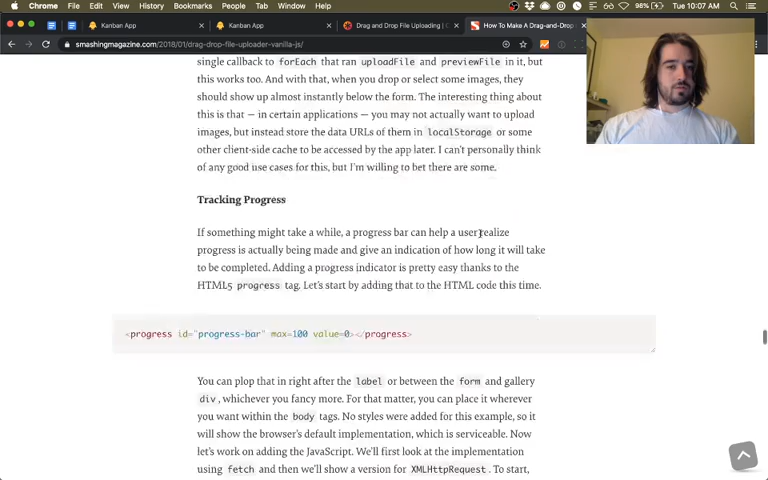 Chrome File Edit View History Bookmarks People Tab Window Help 98% Tue 10:07 AM
Kanban App
Kanban App
Drag and Drop File Uploading | C
How To Make A Drag-and-Drop
smashingmagazine.com/2018/01/drag-drop-file-uploader-vanilla-js/
single callback to forEach that ran uploadFile and previewFile in it, but
this works too. And with that, when you drop or select some images, they
should show up almost instantly below the form. The interesting thing about
this is that — in certain applications — you may not actually want to upload
images, but instead store the data URLs of them in localStorage or some
other client-side cache to be accessed by the app later. I can't personally think
of any good use cases for this, but I'm willing to bet there are some.
Tracking Progress
If something might take a while, a progress bar can help a user realize
progress is actually being made and give an indication of how long it will take
to be completed. Adding a progress indicator is pretty easy thanks to the
HTML5 progress tag. Let's start by adding that to the HTML code this time.
<progress id="progress-bar" max=100 value=0></progress>
You can plop that in right after the label or between the form and gallery
div, whichever you fancy more. For that matter, you can place it wherever
you want within the body tags. No styles were added for this example, so it
will show the browser's default implementation, which is serviceable. Now
let's work on adding the JavaScript. We'll first look at the implementation
using fetch and then we'll show a version for XMLHttpRequest. To start,